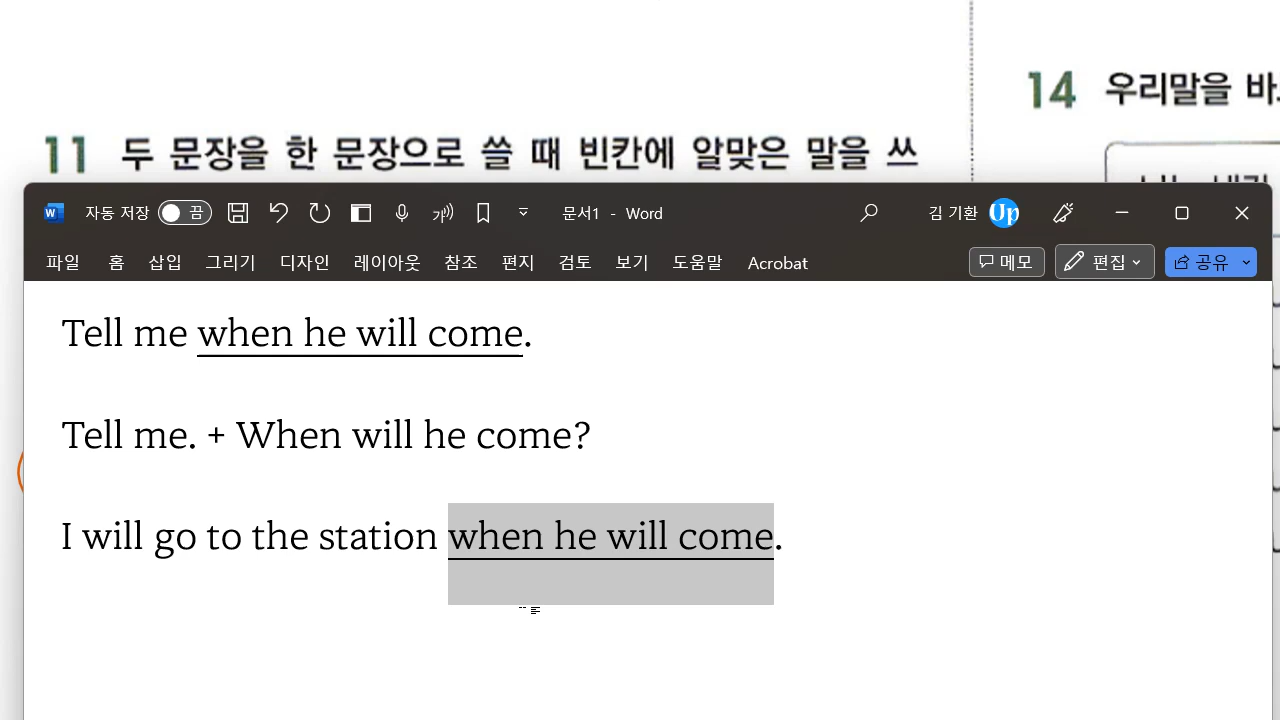 11 두 문장을 한 문장으로 쓸 때 빈칸에 알맞은 말을 쓰
14 우리말을
자동 저장 끔 문서1 - Word 김 기환 Up
파일 홈 삽입 그리기 디자인 레이아웃 참조 편지 검토 보기 도움말 Acrobat 메모 편집 공유
Tell me when he will come.
Tell me. + When will he come?
I will go to the station when he will come.